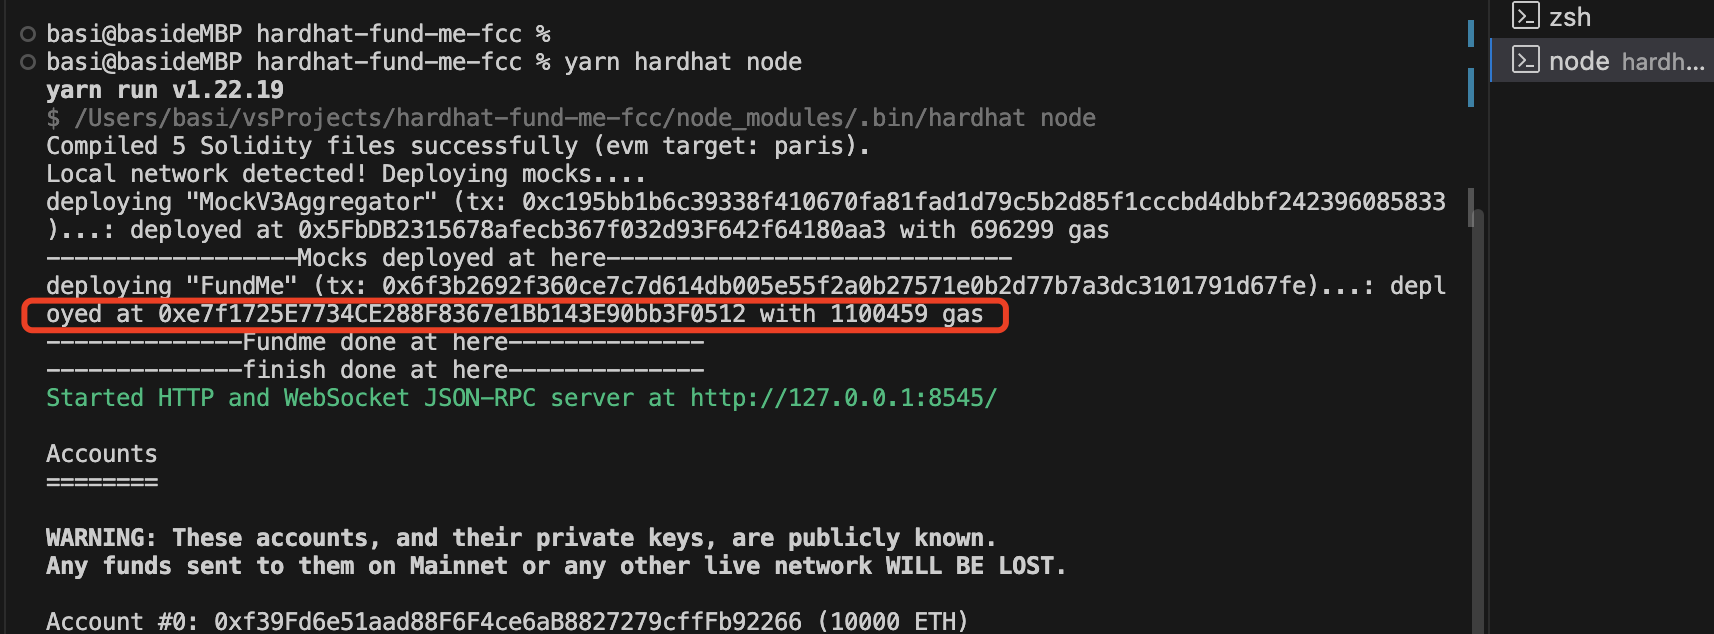 basi@basideMBP hardhat-fund-me-fcc %
basi@basideMBP hardhat-fund-me-fcc % yarn hardhat node
yarn run v1.22.19
$ /Users/basi/vsProjects/hardhat-fund-me-fcc/node_modules/.bin/hardhat node
Compiled 5 Solidity files successfully (evm target: paris).
Local network detected! Deploying mocks....
deploying "MockV3Aggregator" (tx: 0xc195bb1b6c39338f410670fa81fad1d79c5b2d85f1cccbd4dbbf242396085833
)...: deployed at 0x5FbDB2315678afecb367f032d93F642f64180aa3 with 696299 gas
------------------Mocks deployed at here-----------------------------
deploying "FundMe" (tx: 0x6f3b2692f360ce7c7d614db005e55f2a0b27571e0b2d77b7a3dc3101791d67fe)...: depl
oyed at 0xe7f1725E7734CE288F8367e1Bb143E90bb3F0512 with 1100459 gas
--------------Fundme done at here--------------
--------------finish done at here--------------
Started HTTP and WebSocket JSON-RPC server at http://127.0.0.1:8545/
Accounts
========
WARNING: These accounts, and their private keys, are publicly known.
Any funds sent to them on Mainnet or any other live network WILL BE LOST.
Account #0: 0xf39Fd6e51aad88F6F4ce6aB8827279cffFb92266 (10000 ETH)
zsh
node hardh...